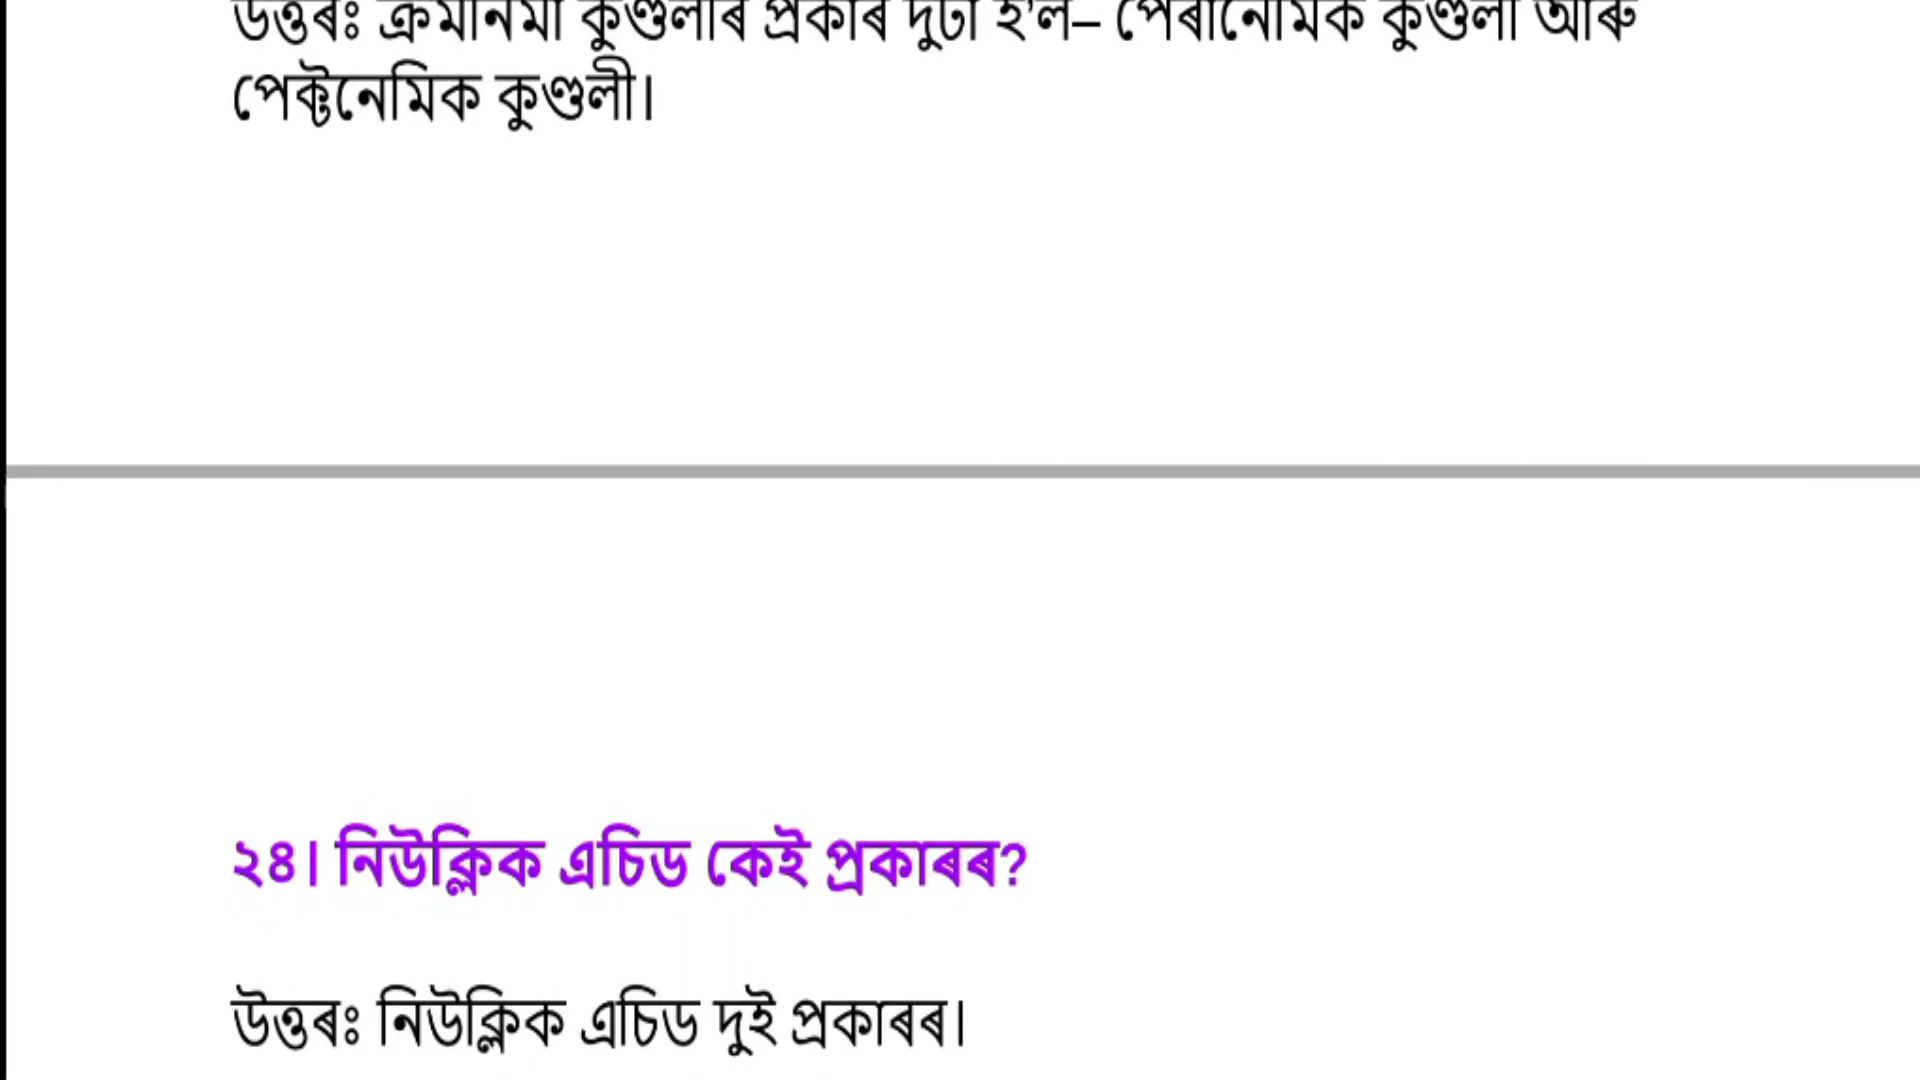 উত্তৰঃ ক্ৰমানিমা কুণ্ডলীৰ প্ৰকাৰ দুটা হ'ল– পেৰানেমিক কুণ্ডলী আৰু
পেক্টনেমিক কুণ্ডলী।
২৪। নিউক্লিক এচিড কেই প্ৰকাৰৰ?
উত্তৰঃ নিউক্লিক এচিড দুই প্ৰকাৰৰ।